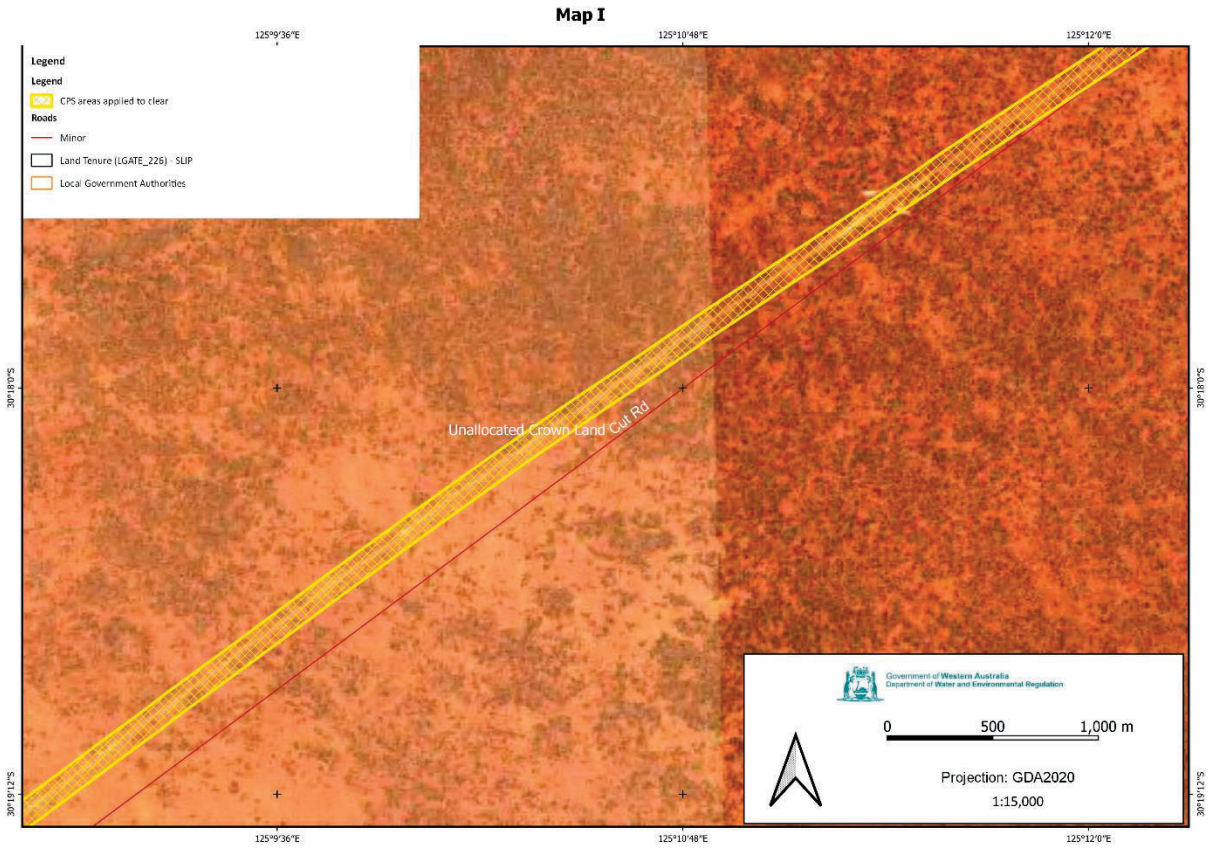 Map I
125°9'36"E
125°10'48"E
125°12'0"E
Legend
Legend
CPS areas applied to clear
Roads
Minor
Land Tenure (LGATE_226) - SLIP
Local Government Authorities
30°18'0"S
30°18'0"S
Unallocated Crown Land
Cut Rd
Government of Western Australia
Department of Water and Environmental Regulation
0 500 1,000 m
Projection: GDA2020
1:15,000
30°19'12"S
30°19'12"S
125°9'36"E
125°10'48"E
125°12'0"E